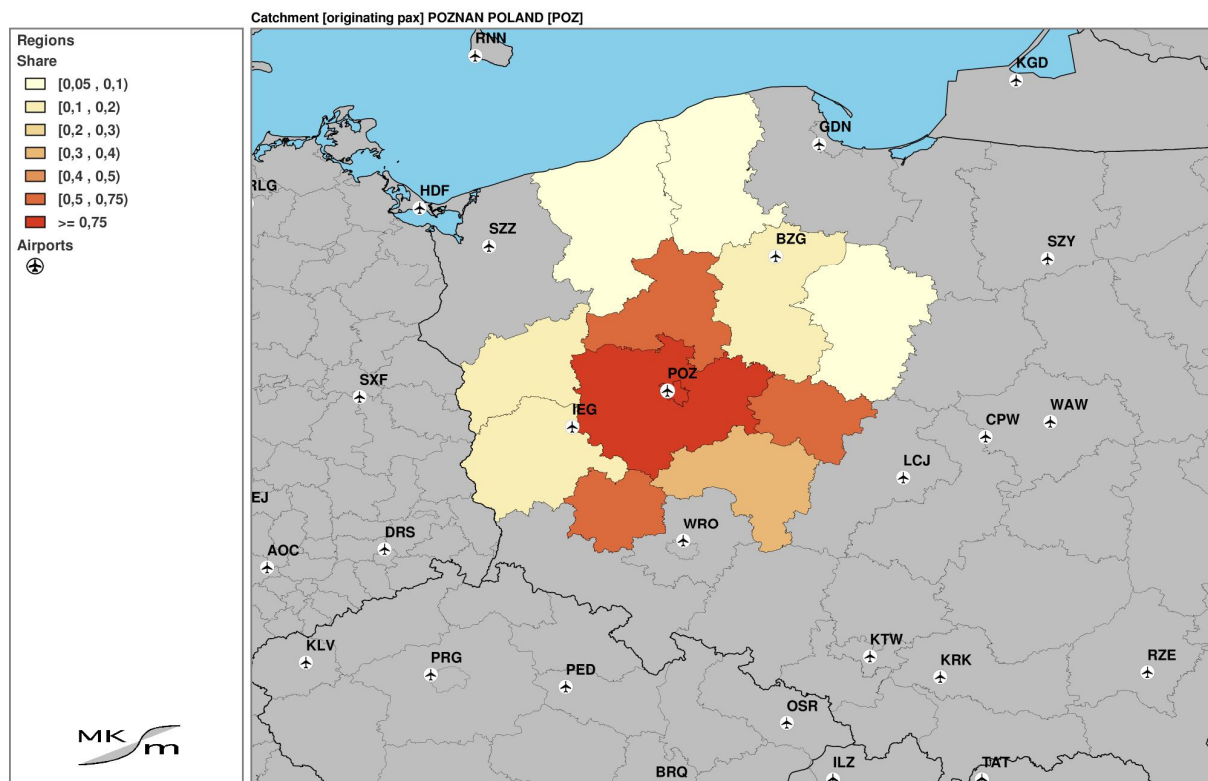 Catchment [originating pax] POZNAN POLAND [POZ]
Regions
Share
[0,05 , 0,1)
[0,1 , 0,2)
[0,2 , 0,3)
[0,3 , 0,4)
[0,4 , 0,5)
[0,5 , 0,75)
>= 0,75
Airports
RNN
KGD
GDN
RLG
HDF
SZZ
BZG
SZY
SXF
POZ
IEG
WAW
CPW
LCJ
EJ
DRS
WRO
AOC
KLV
PRG
PED
KTW
KRK
RZE
OSR
MK
m
BRQ
ILZ
TAT